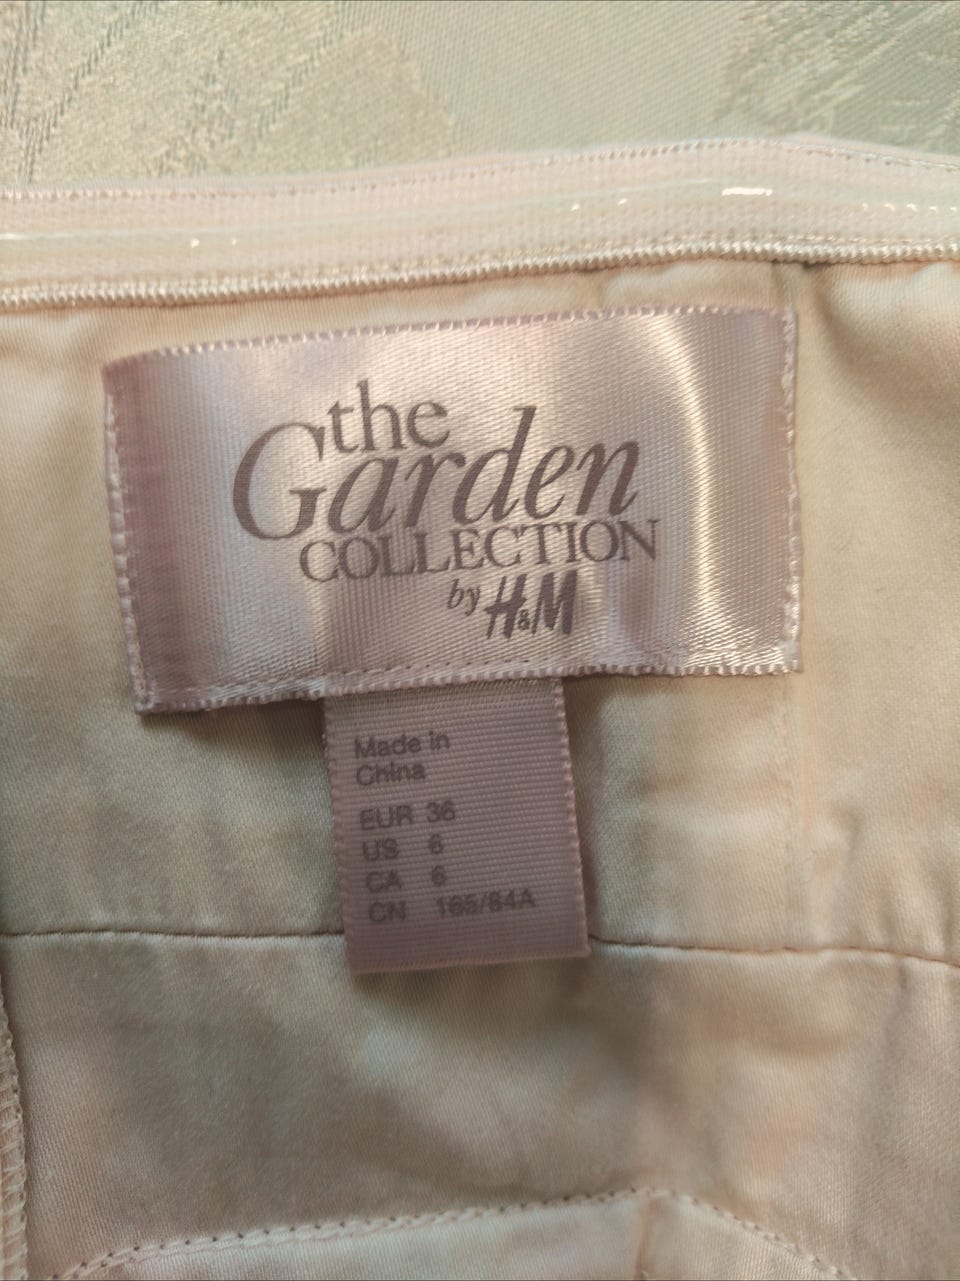 the
Garden
COLLECTION
by H&M
Made in
China
EUR 36
US 6
CA 6
CN 165/84A